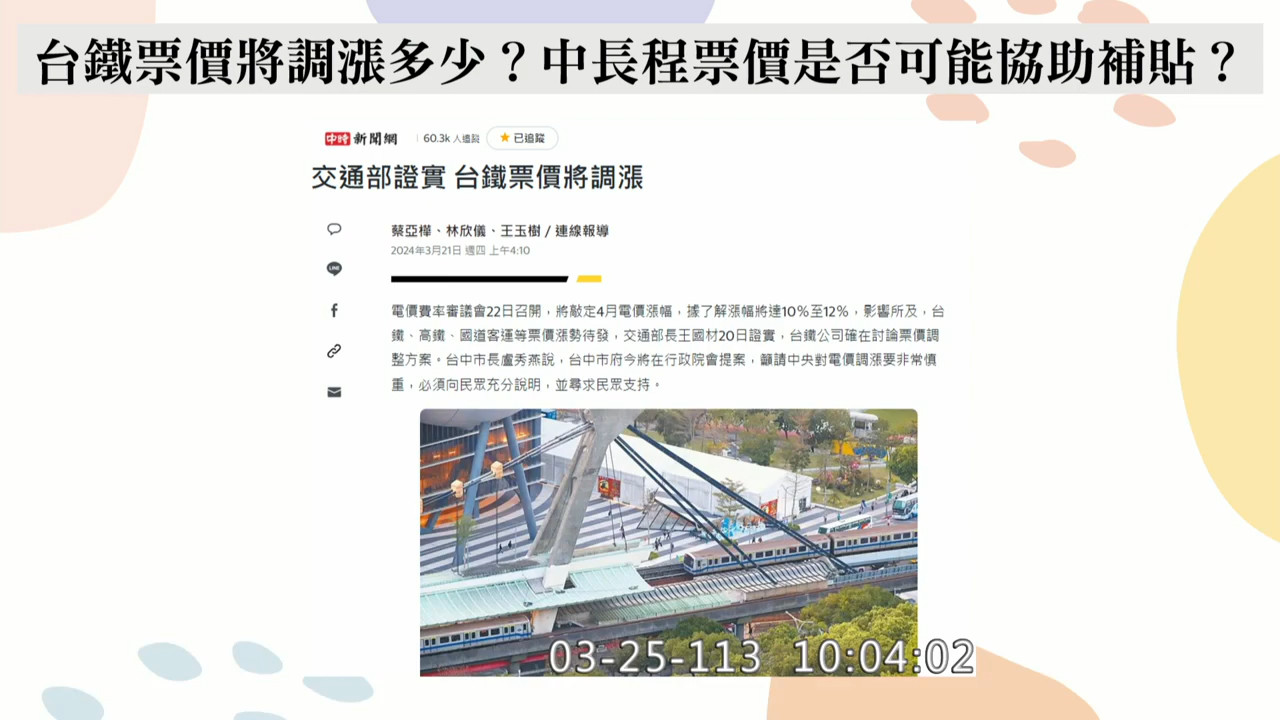 台鐵票價將調漲多少？中長程票價是否可能協助補貼？
中時 新聞網 60.3k 人追蹤 已追蹤
交通部證實 台鐵票價將調漲
蔡亞樺、林欣儀、王玉樹 / 連線報導
2024年3月21日 週四 上午4:10
LINE
電價費率審議會22日召開，將敲定4月電價漲幅，據了解漲幅將達10%至12%，影響所及，台
鐵、高鐵、國道客運等票價漲勢待發，交通部長王國材20日證實，台鐵公司確在討論票價調
整方案。台中市長盧秀燕說，台中市府今將在行政院會提案，籲請中央對電價調漲要非常慎
重，必須向民眾充分說明，並尋求民眾支持。
03-25-113 10:04:02